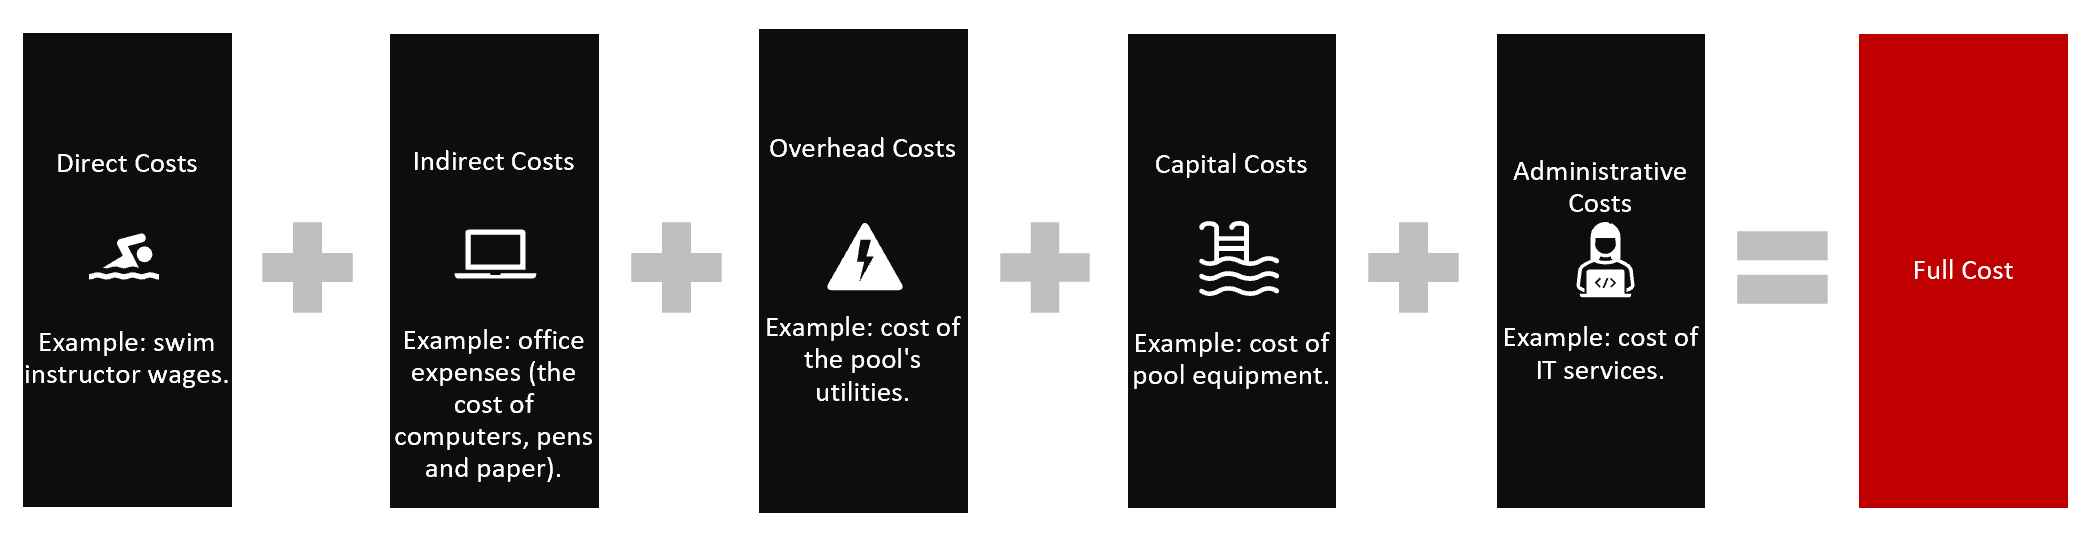 Direct Costs
Example: swim
instructor wages.
Indirect Costs
Example: office
expenses (the
cost of
computers, pens
and paper).
Overhead Costs
Example: cost of
the pool's
utilities.
Capital Costs
Example: cost of
pool equipment.
Administrative
Costs
</>
Example: cost of
IT services.
Full Cost